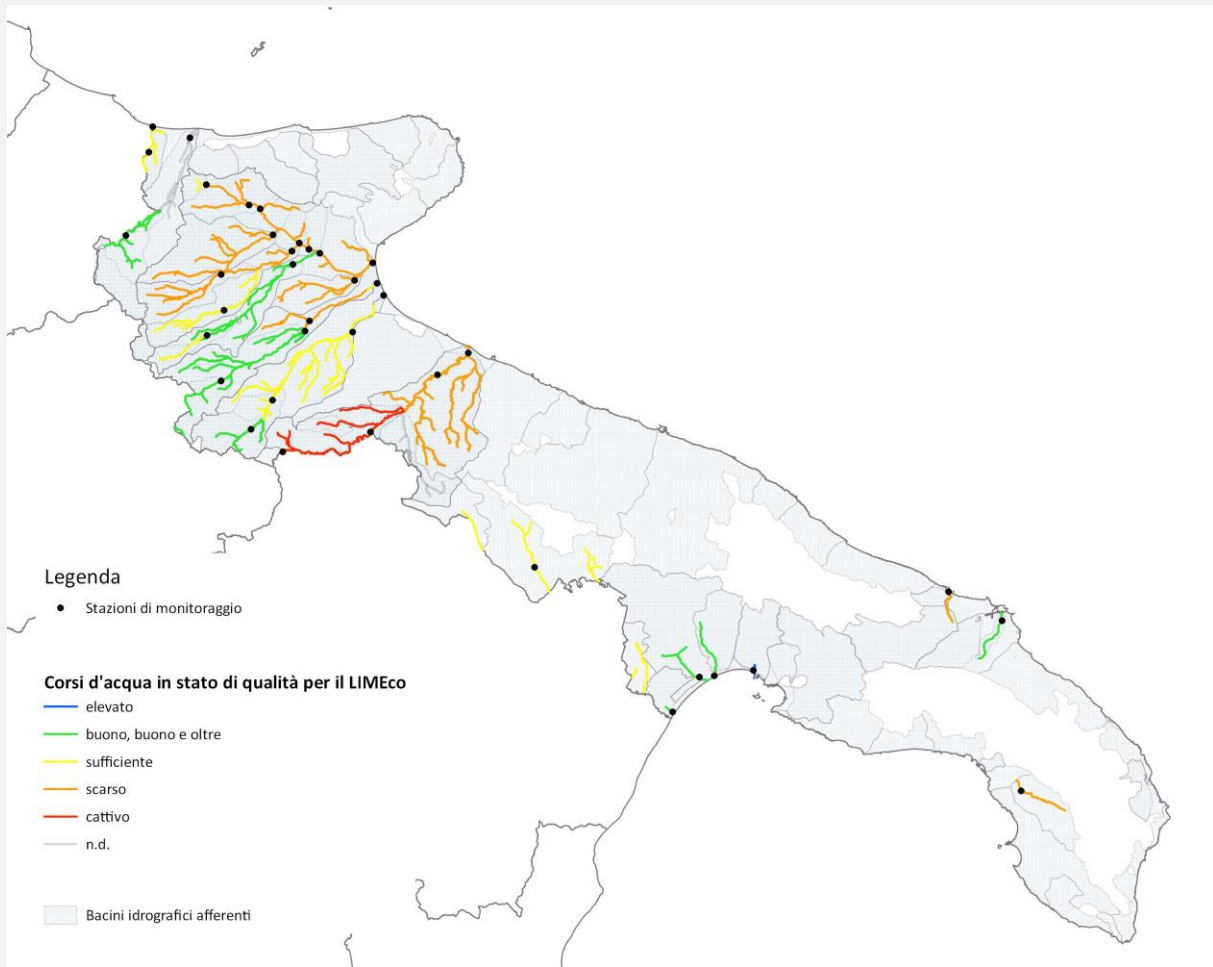 Legenda
Stazioni di monitoraggio
Corsi d'acqua in stato di qualità per il LIMEco
elevato
buono, buono e oltre
sufficiente
scarso
cattivo
n.d.
Bacini idrografici afferenti